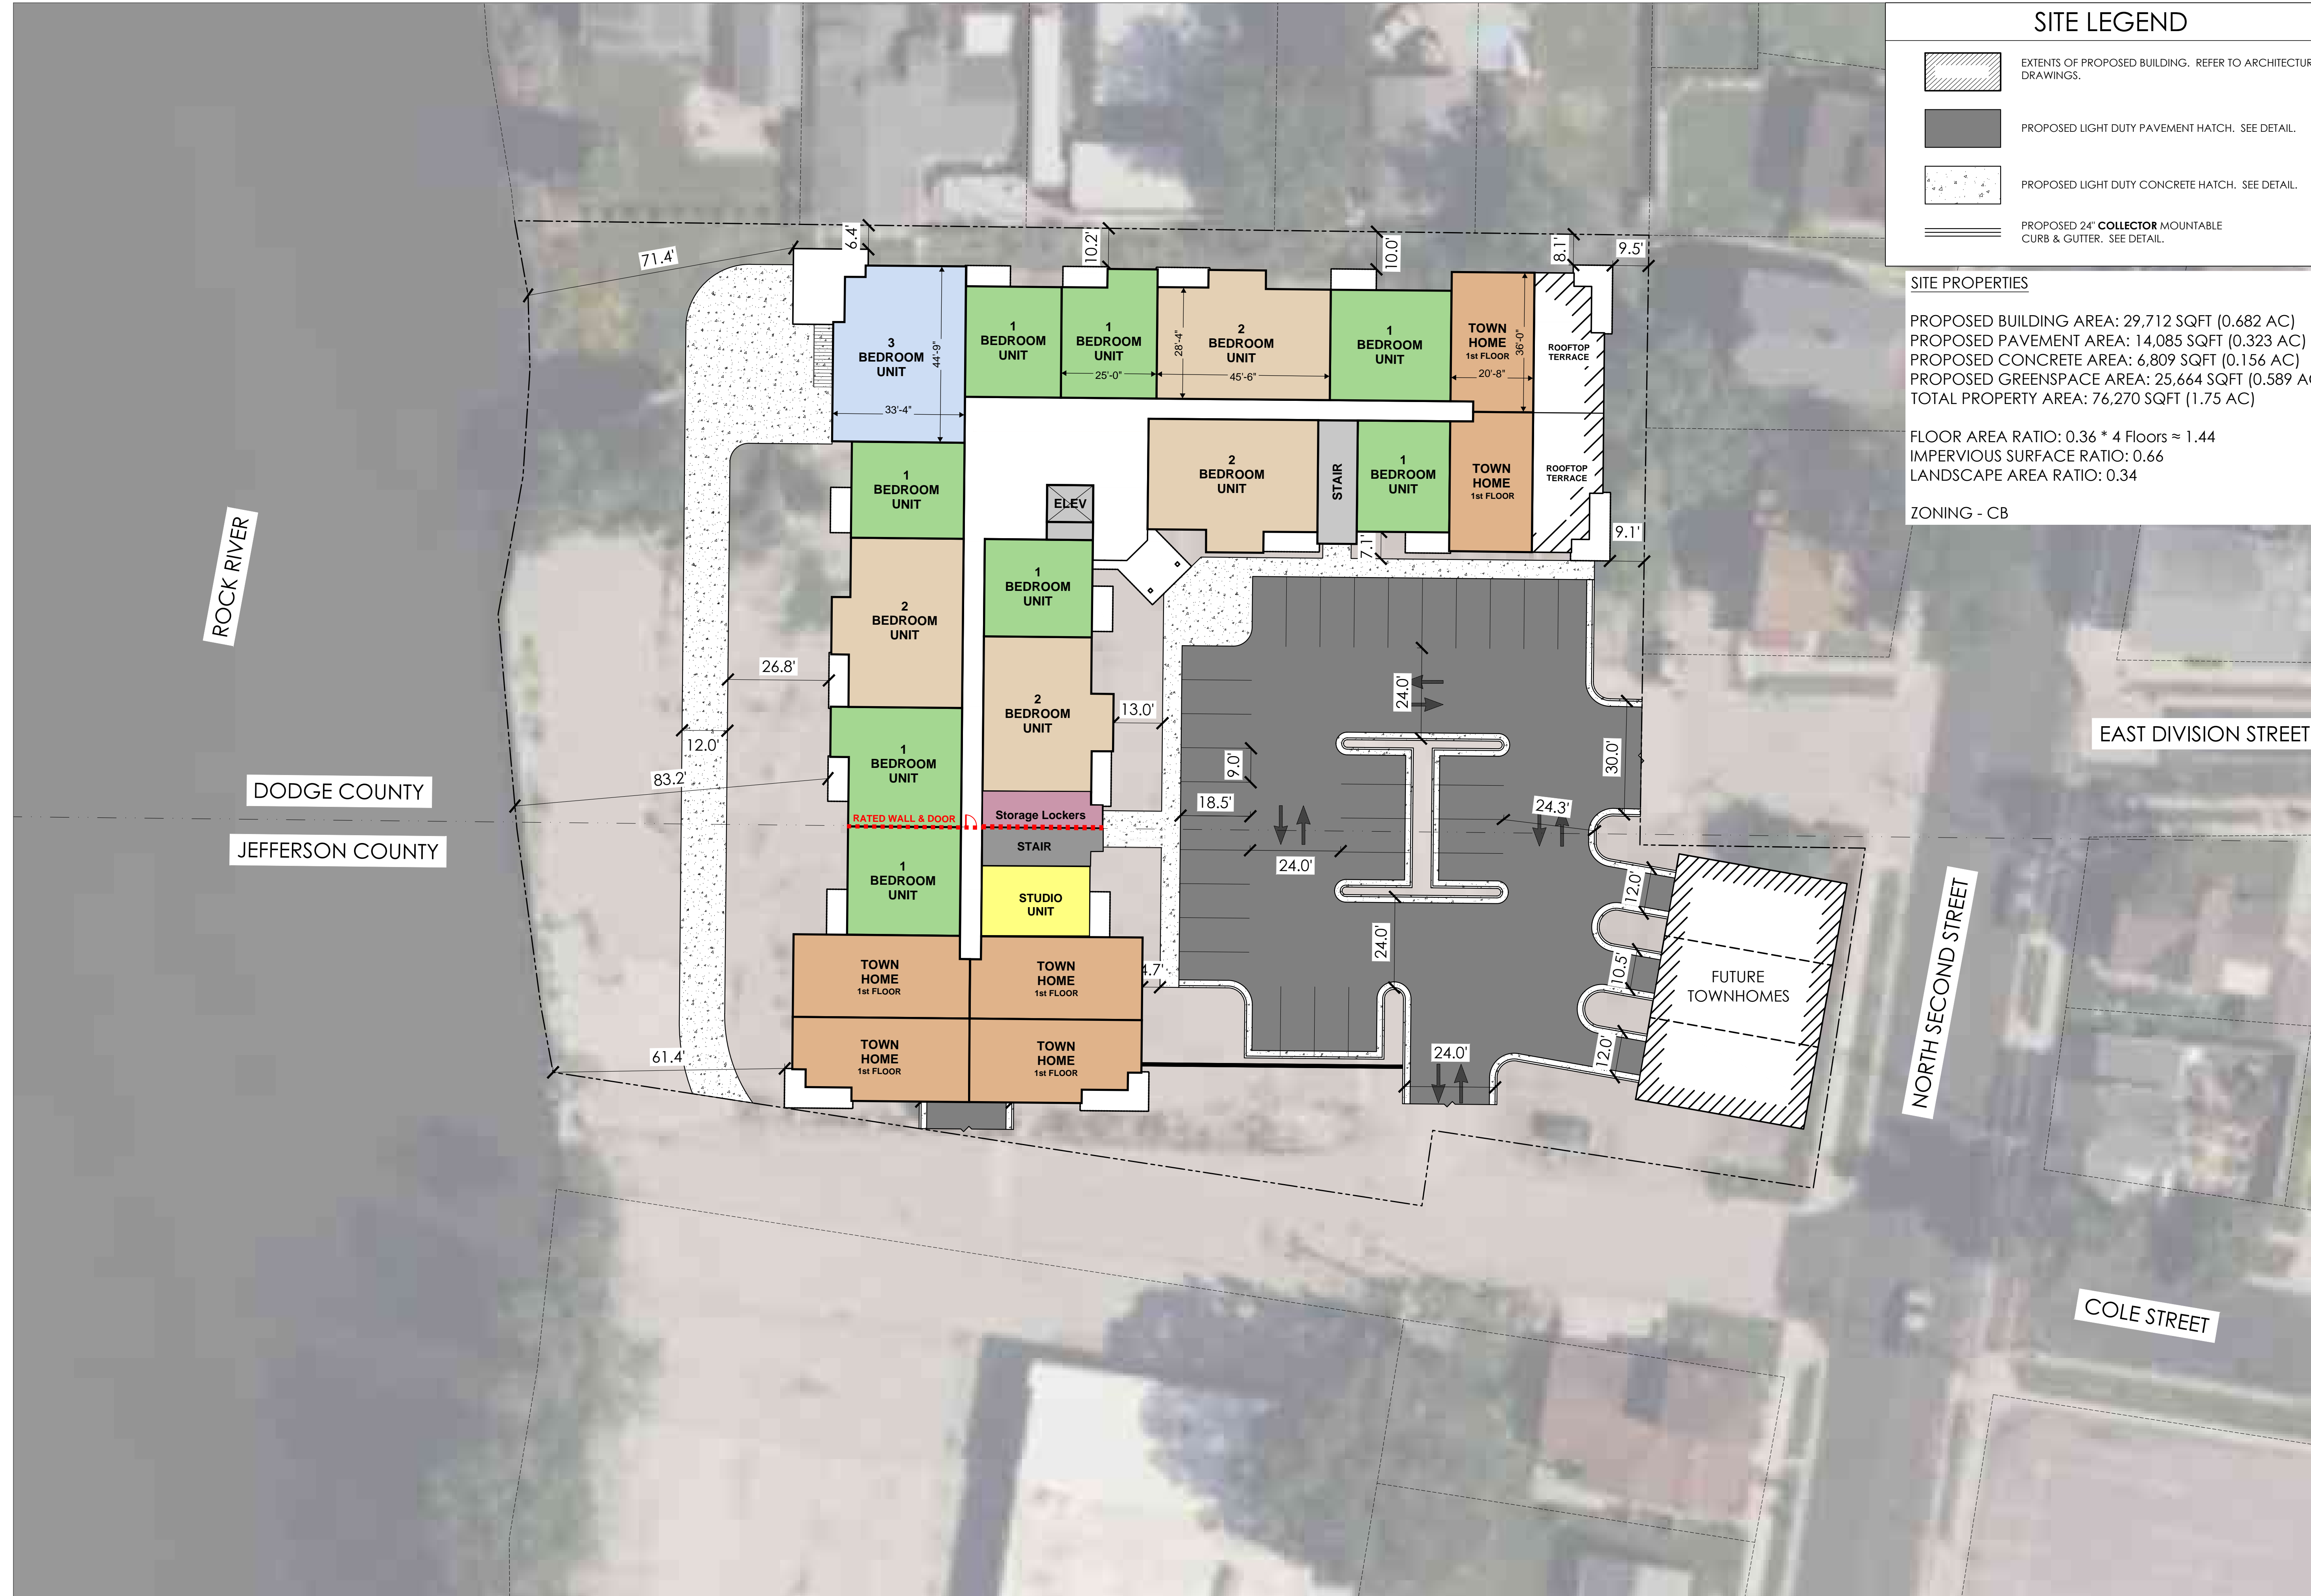 SITE LEGEND
EXTENTS OF PROPOSED BUILDING. REFER TO ARCHITECTUR
DRAWINGS.
PROPOSED LIGHT DUTY PAVEMENT HATCH. SEE DETAIL.
PROPOSED LIGHT DUTY CONCRETE HATCH. SEE DETAIL.
PROPOSED 24" COLLECTOR MOUNTABLE
CURB & GUTTER. SEE DETAIL.
SITE PROPERTIES
PROPOSED BUILDING AREA: 29,712 SQFT (0.682 AC)
PROPOSED PAVEMENT AREA: 14,085 SQFT (0.323 AC)
PROPOSED CONCRETE AREA: 6,809 SQFT (0.156 AC)
PROPOSED GREENSPACE AREA: 25,664 SQFT (0.589 A
TOTAL PROPERTY AREA: 76,270 SQFT (1.75 AC)
FLOOR AREA RATIO: 0.36 * 4 Floors ≈ 1.44
IMPERVIOUS SURFACE RATIO: 0.66
LANDSCAPE AREA RATIO: 0.34
ZONING - CB
71.4'
6.4'
10.2'
10.0'
8.1'
9.5'
3
BEDROOM
UNIT
44'-9"
33'-4"
1
BEDROOM
UNIT
1
BEDROOM
UNIT
25'-0"
28'-4"
2
BEDROOM
UNIT
45'-6"
1
BEDROOM
UNIT
TOWN
HOME
1st FLOOR
36'-0"
20'-8"
ROOFTOP
TERRACE
1
BEDROOM
UNIT
ELEV
2
BEDROOM
UNIT
STAIR
1
BEDROOM
UNIT
TOWN
HOME
1st FLOOR
ROOFTOP
TERRACE
7.1'
9.1'
ROCK RIVER
2
BEDROOM
UNIT
1
BEDROOM
UNIT
26.8'
12.0'
83.2'
2
BEDROOM
UNIT
13.0'
1
BEDROOM
UNIT
24.0'
9.0'
18.5'
24.0'
24.3'
30.0'
EAST DIVISION STREET
DODGE COUNTY
JEFFERSON COUNTY
RATED WALL & DOOR
Storage Lockers
STAIR
1
BEDROOM
UNIT
STUDIO
UNIT
24.0'
12.0'
10.5'
12.0'
FUTURE
TOWNHOMES
NORTH SECOND STREET
TOWN
HOME
1st FLOOR
TOWN
HOME
1st FLOOR
4.7'
61.4'
TOWN
HOME
1st FLOOR
TOWN
HOME
1st FLOOR
24.0'
COLE STREET